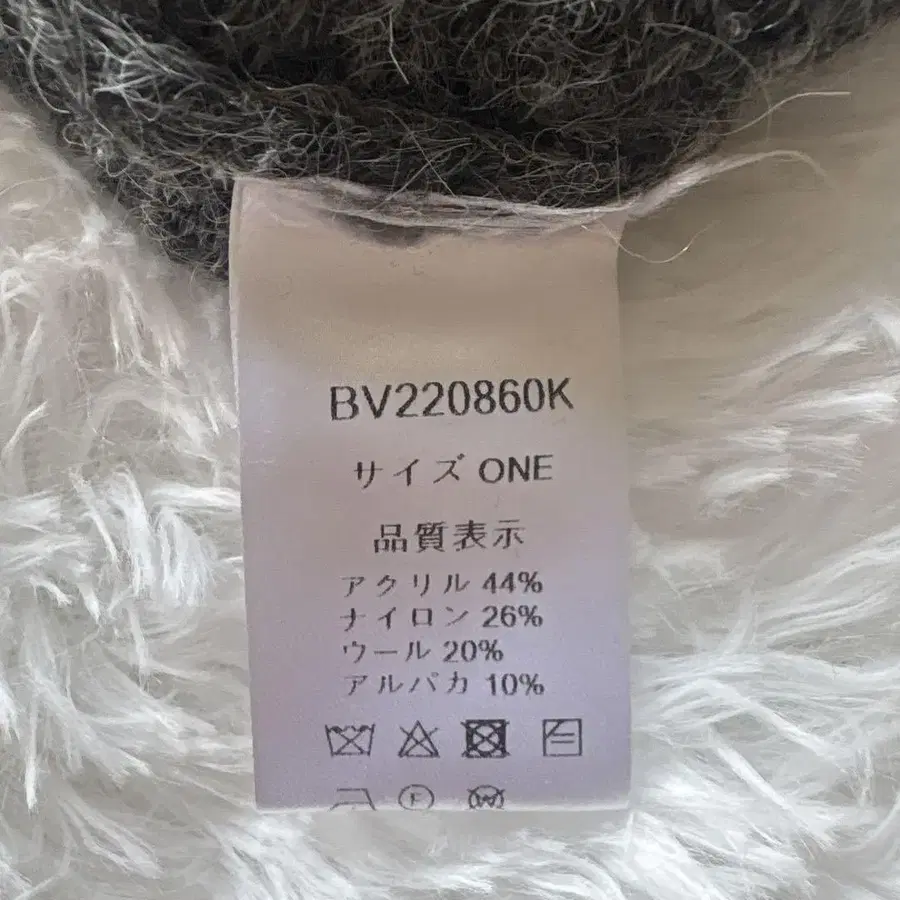 BV220860K
サイズ ONE
品質表示
アクリル 44%
ナイロン 26%
ウール 20%
アルパカ 10%
F W